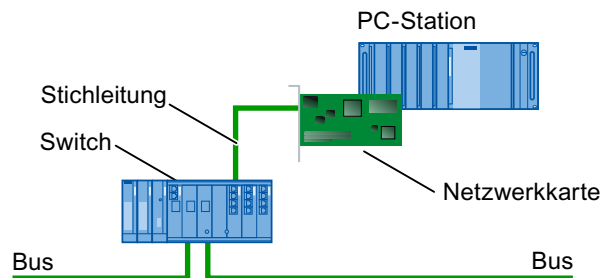 PC-Station
Stichleitung
Switch
Netzwerkkarte
Bus
Bus